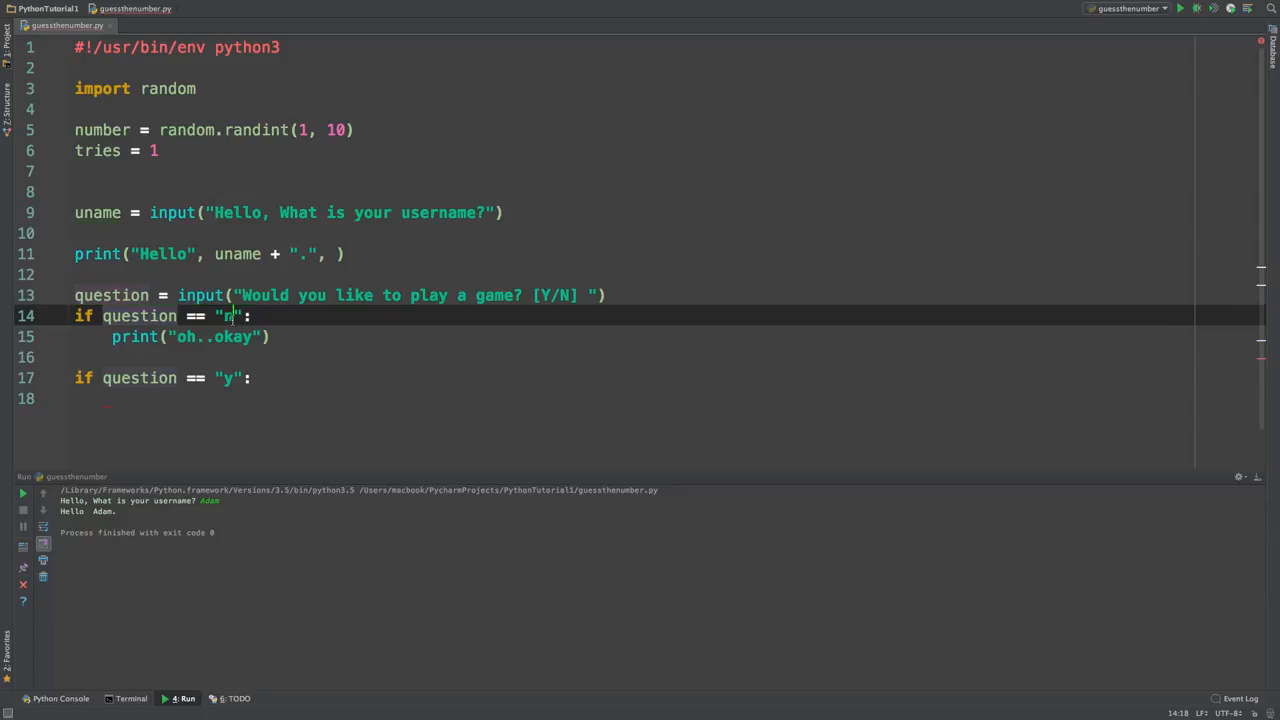 PythonTutorial1 guessthenumber.py guessthenumber
guessthenumber.py
1 #!/usr/bin/env python3
2
3 import random
4
5 number = random.randint(1, 10)
6 tries = 1
7
8
9 uname = input("Hello, What is your username?")
10
11 print("Hello", uname + ".", )
12
13 question = input("Would you like to play a game? [Y/N] ")
14 if question == "n":
15 print("oh..okay")
16
17 if question == "y":
18
1: Project
Z: Structure
2: Favorites
Database
Run guessthenumber
/Library/Frameworks/Python.framework/Versions/3.5/bin/python3.5 /Users/macbook/PycharmProjects/PythonTutorial1/guessthenumber.py
Hello, What is your username? Adam
Hello Adam.
Process finished with exit code 0
Python Console Terminal 4: Run 6: TODO Event Log
14:18 LF÷ UTF-8÷